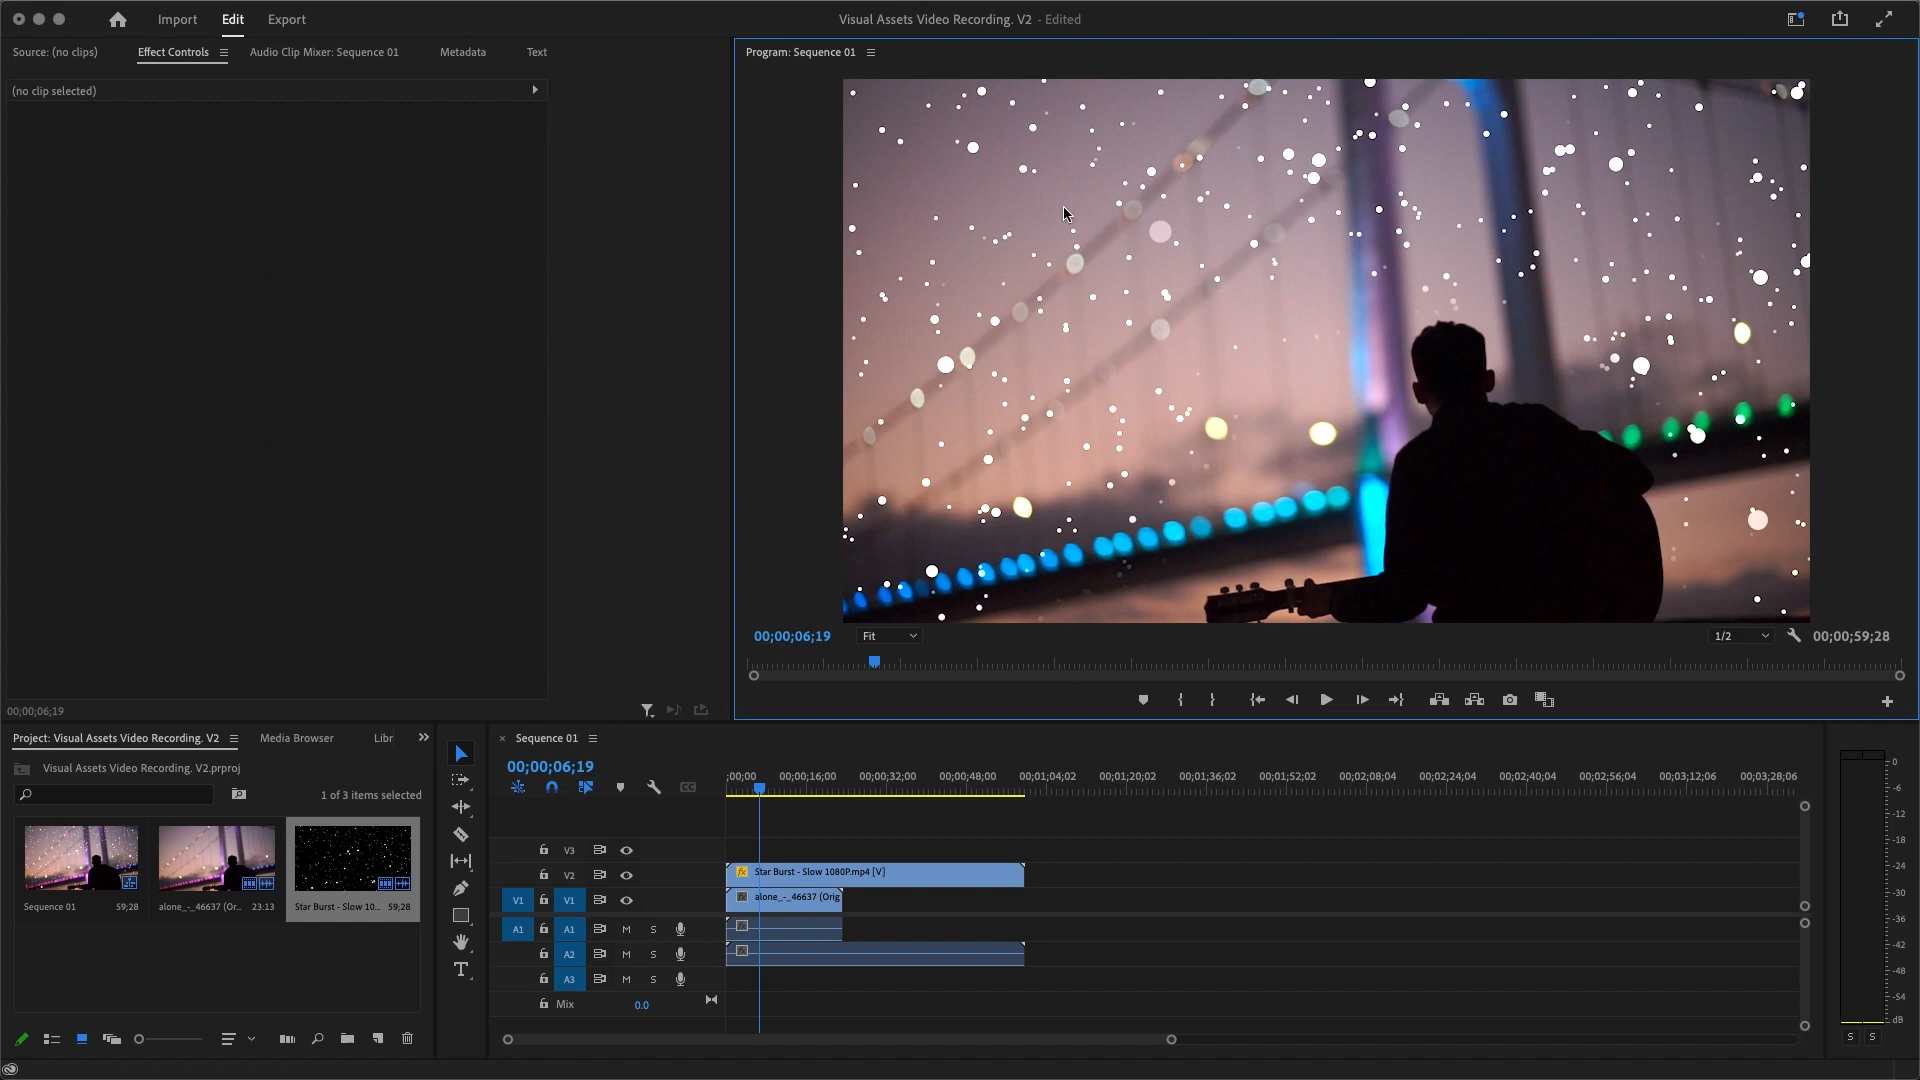 Import Edit Export Visual Assets Video Recording. V2 - Edited
Source: (no clips) Effect Controls Audio Clip Mixer: Sequence 01 Metadata Text Program: Sequence 01
(no clip selected)
00;00;06;19 Fit 1/2 00;00;59;28
00;00;06;19
Project: Visual Assets Video Recording. V2 Media Browser Libr Sequence 01
Visual Assets Video Recording. V2.prproj 00;00;06;19
;00;00 00;00;16;00 00;00;32;00 00;00;48;00 00;01;04;02 00;01;20;02 00;01;36;02 00;01;52;02 00;02;08;04 00;02;24;04 00;02;40;04 00;02;56;04 00;03;12;06 00;03;28;06
1 of 3 items selected
V3
V2 Star Burst - Slow 1080P.mp4 [V]
V1 V1 alone_-_46637 (Orig
Sequence 01 59;28 alone_-_46637 (Or... 23:13 Star Burst - Slow 10... 59;28
A1 A1 M S
A2 M S
A3 M S
Mix 0.0
0
-6
-12
-18
-24
-30
-36
-42
-48
-54
dB
S S